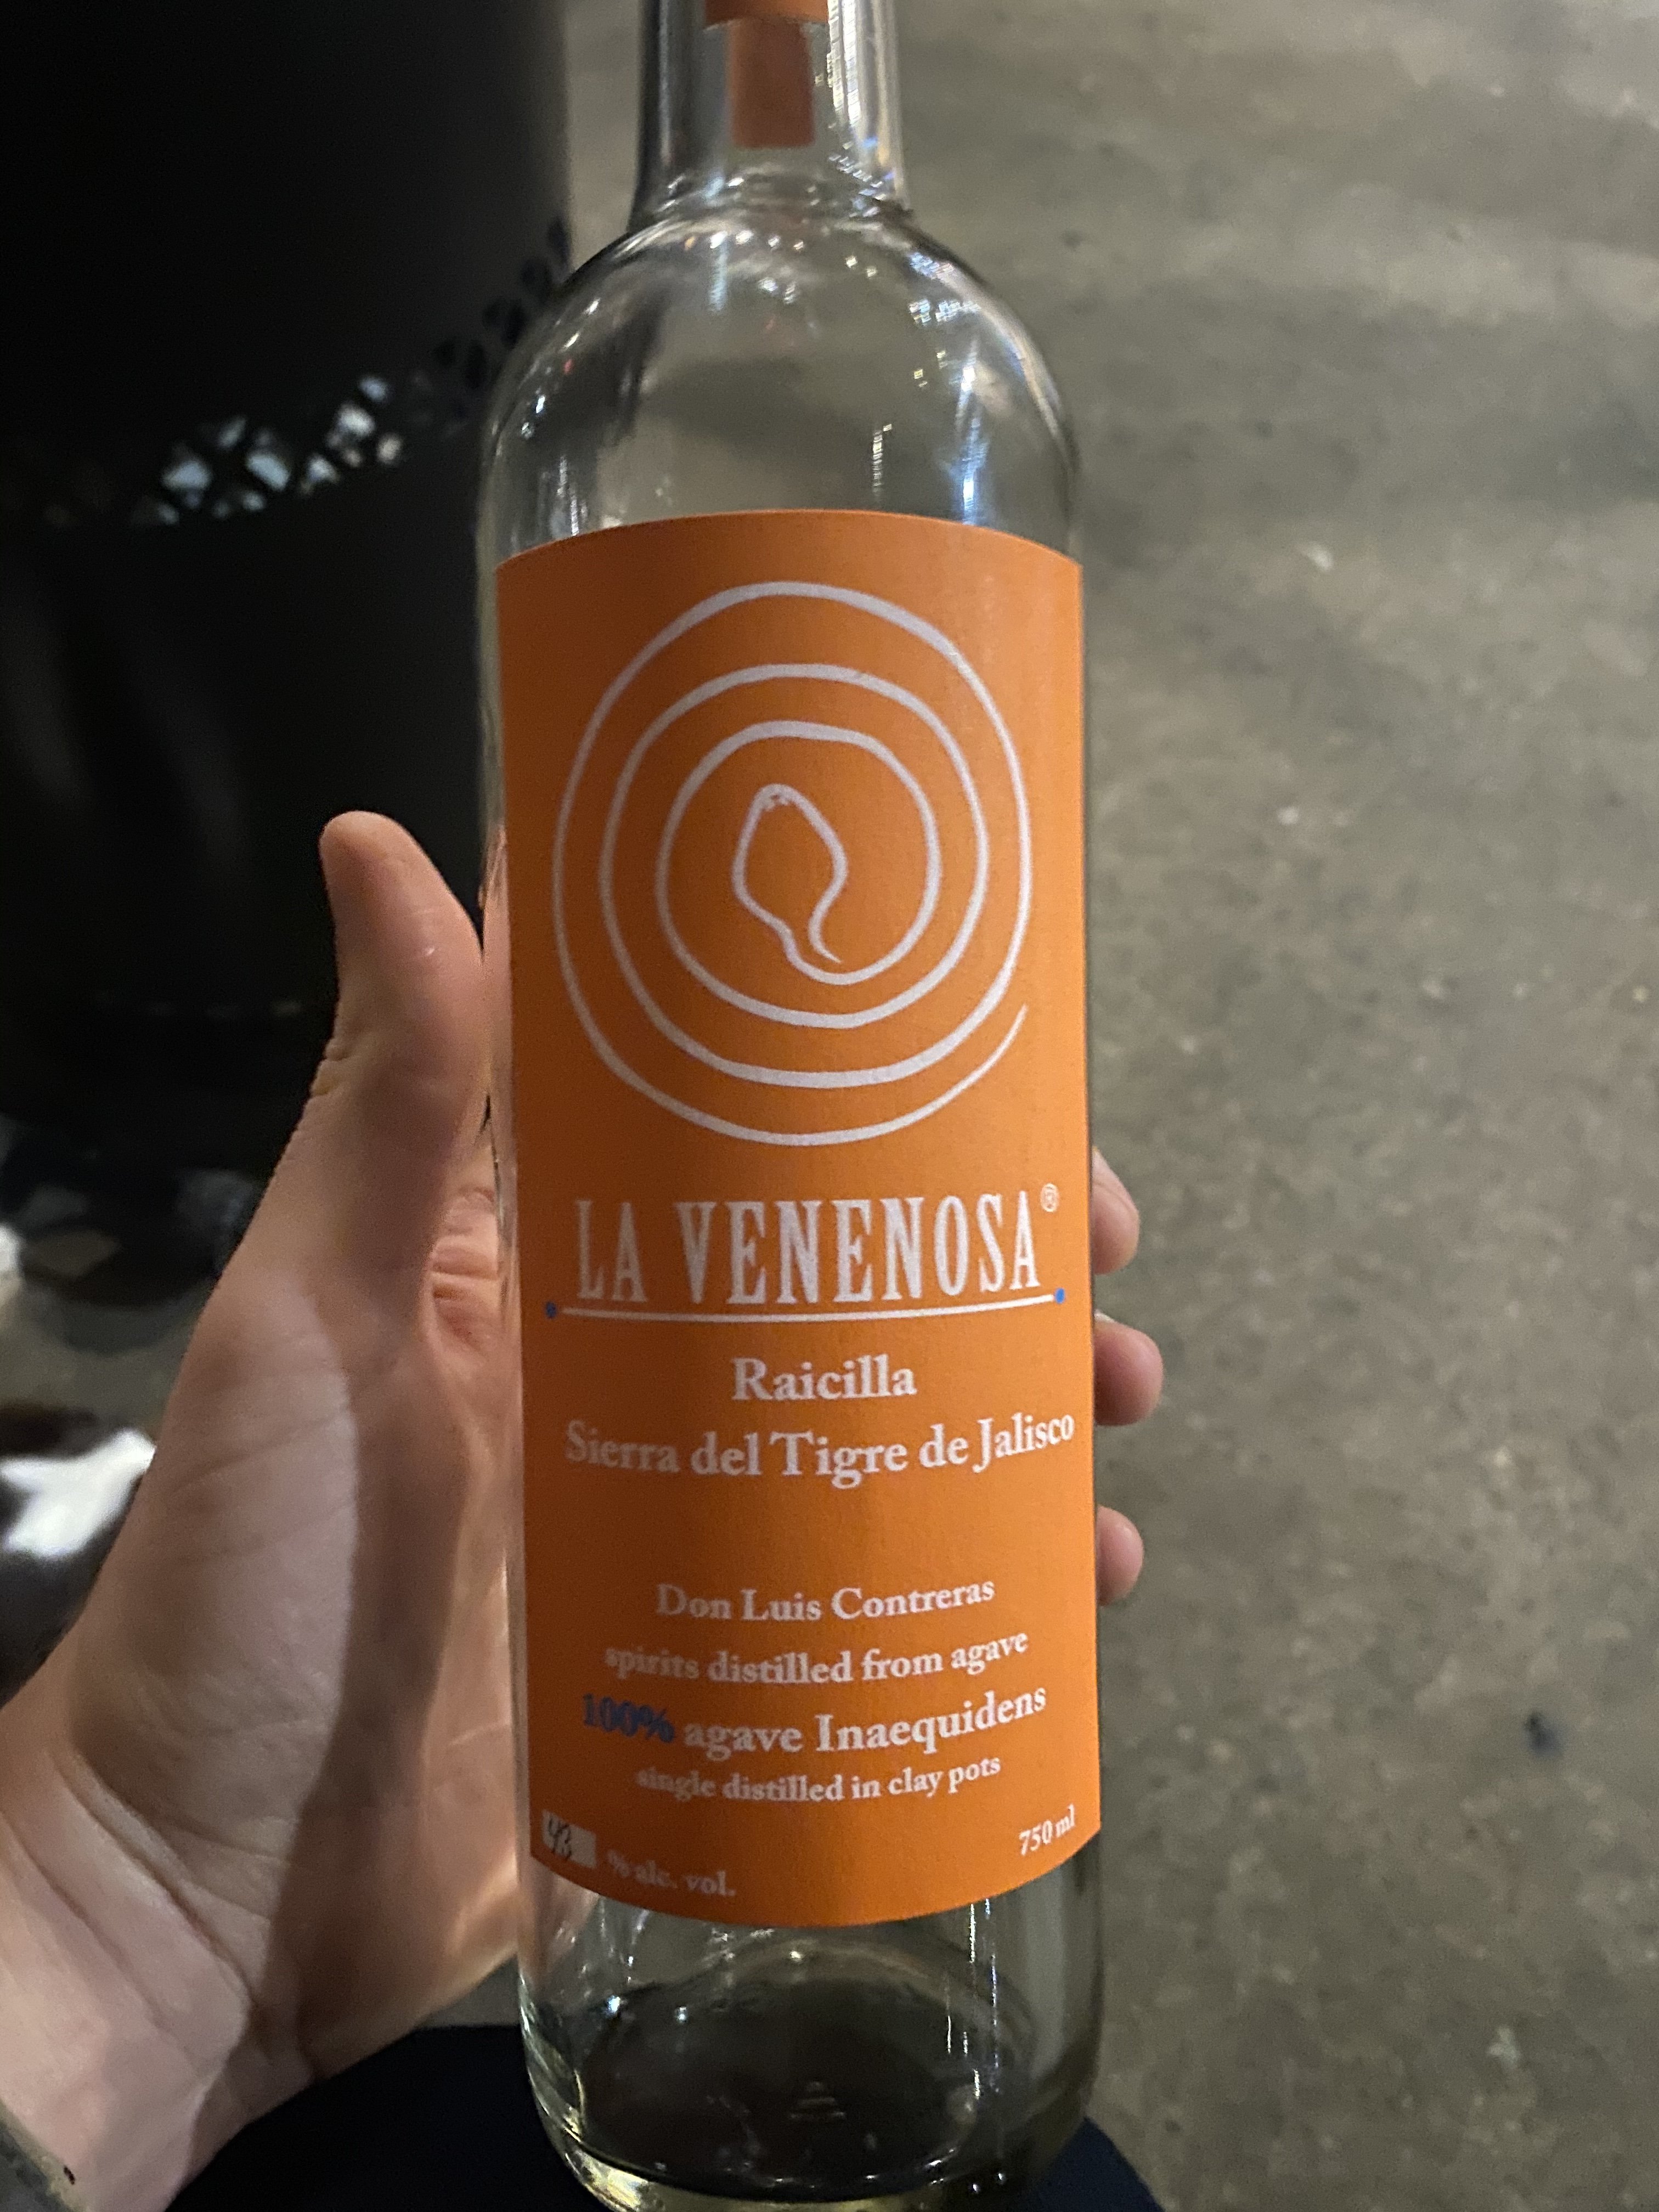 LA VENENOSA®
Raicilla
Sierra del Tigre de Jalisco
Don Luis Contreras
spirits distilled from agave
100% agave Inaequidens
single distilled in clay pots
43 % alc. vol.
750 ml